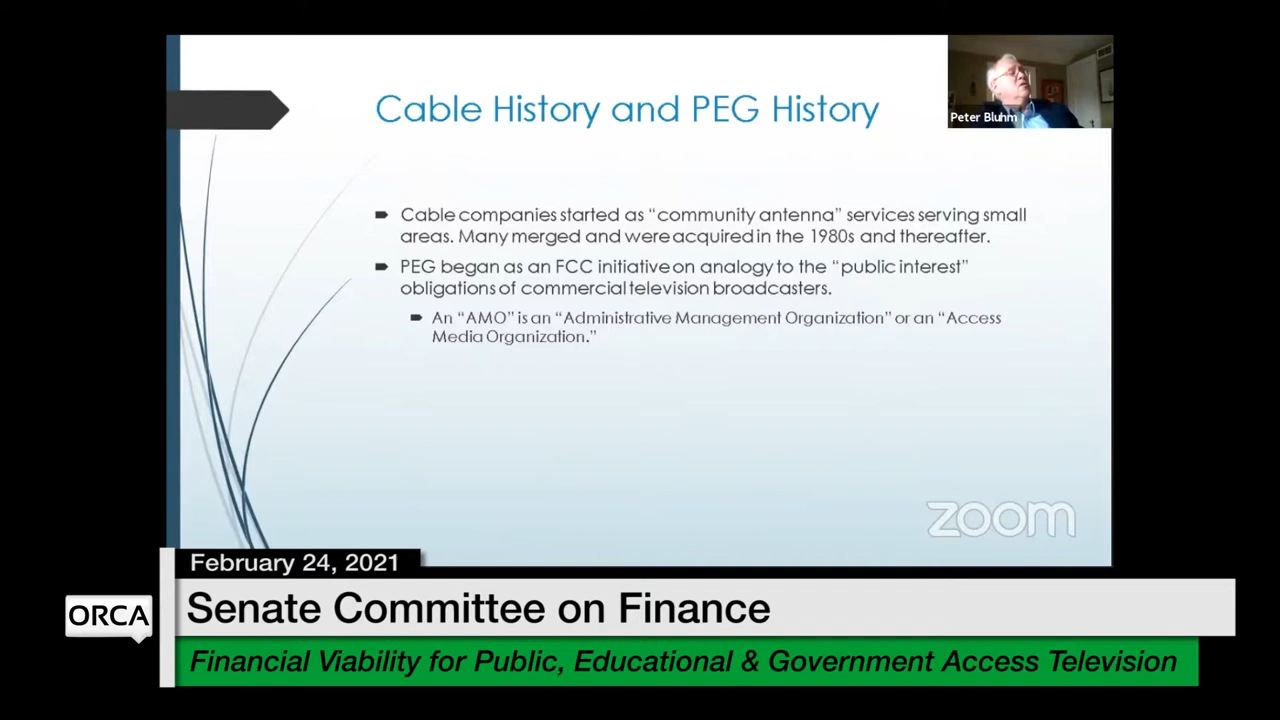 Cable History and PEG History
Peter Bluhm
Cable companies started as “community antenna” services serving small
areas. Many merged and were acquired in the 1980s and thereafter.
PEG began as an FCC initiative on analogy to the “public interest”
obligations of commercial television broadcasters.
An “AMO” is an “Administrative Management Organization” or an “Access
Media Organization.”
zoom
February 24, 2021
ORCA
Senate Committee on Finance
Financial Viability for Public, Educational & Government Access Television